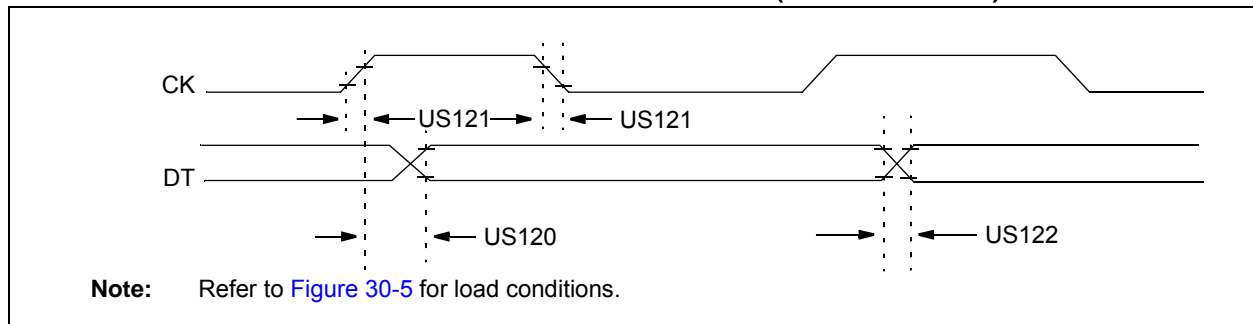 CK
US121 US121
DT
US120 US122
Note: Refer to Figure 30-5 for load conditions.